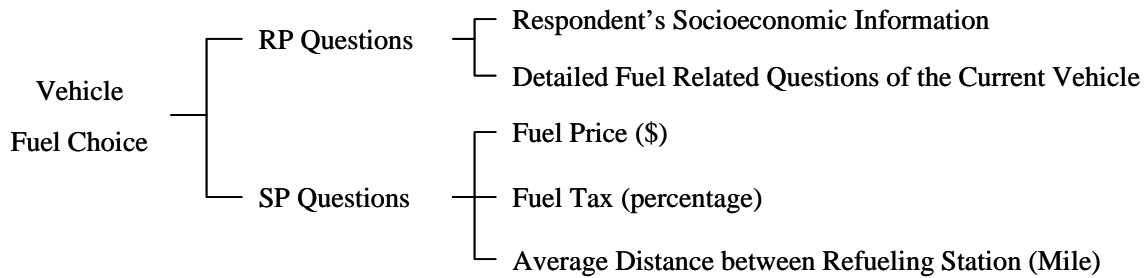 Vehicle
Fuel Choice
RP Questions
Respondent's Socioeconomic Information
Detailed Fuel Related Questions of the Current Vehicle
SP Questions
Fuel Price ($)
Fuel Tax (percentage)
Average Distance between Refueling Station (Mile)